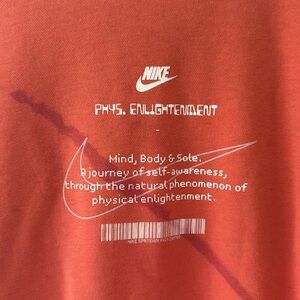 NIKE
PHYS. ENLIGHTENMENT
-
Mind, Body & Sole.
A journey of self-awareness,
through the natural phenomenon of
physical enlightenment.